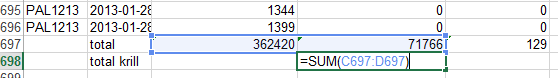 695 PAL1213 2013-01-28 1344 0 0
696 PAL1213 2013-01-28 1399 0 0
697 total 362420 71766 129
698 total krill =SUM(C697:D697)